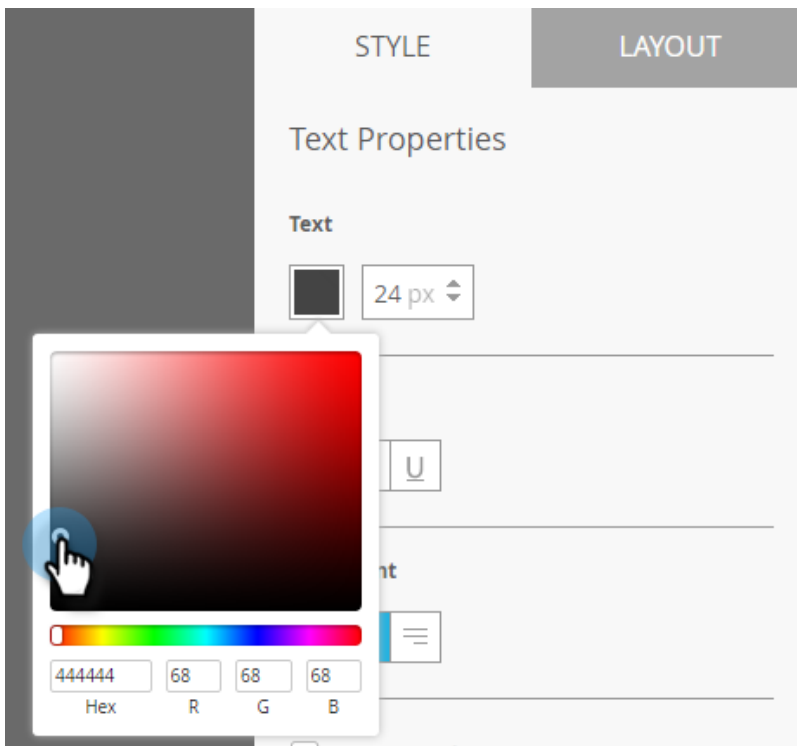 STYLE LAYOUT
Text Properties
Text
24 px
U
nt
444444 68 68 68
Hex R G B